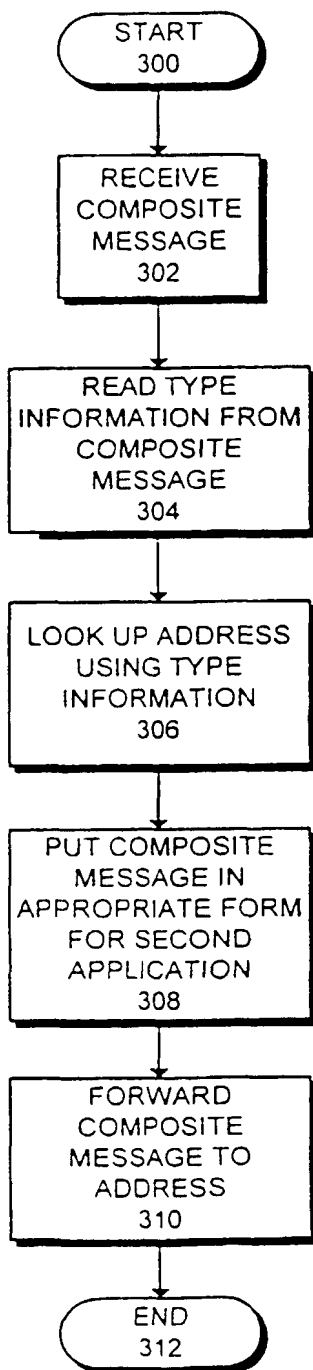 START
300
RECEIVE
COMPOSITE
MESSAGE
302
READ TYPE
INFORMATION FROM
COMPOSITE
MESSAGE
304
LOOK UP ADDRESS
USING TYPE
INFORMATION
306
PUT COMPOSITE
MESSAGE IN
APPROPRIATE FORM
FOR SECOND
APPLICATION
308
FORWARD
COMPOSITE
MESSAGE TO
ADDRESS
310
END
312